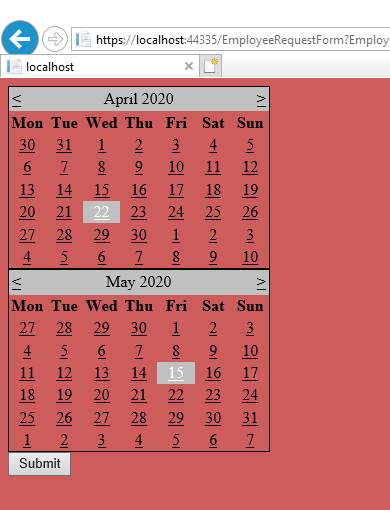 https://localhost:44335/EmployeeRequestForm?Employ
localhost
< April 2020 >
Mon Tue Wed Thu Fri Sat Sun
30 31 1 2 3 4 5
6 7 8 9 10 11 12
13 14 15 16 17 18 19
20 21 22 23 24 25 26
27 28 29 30 1 2 3
4 5 6 7 8 9 10
< May 2020 >
Mon Tue Wed Thu Fri Sat Sun
27 28 29 30 1 2 3
4 5 6 7 8 9 10
11 12 13 14 15 16 17
18 19 20 21 22 23 24
25 26 27 28 29 30 31
1 2 3 4 5 6 7
Submit